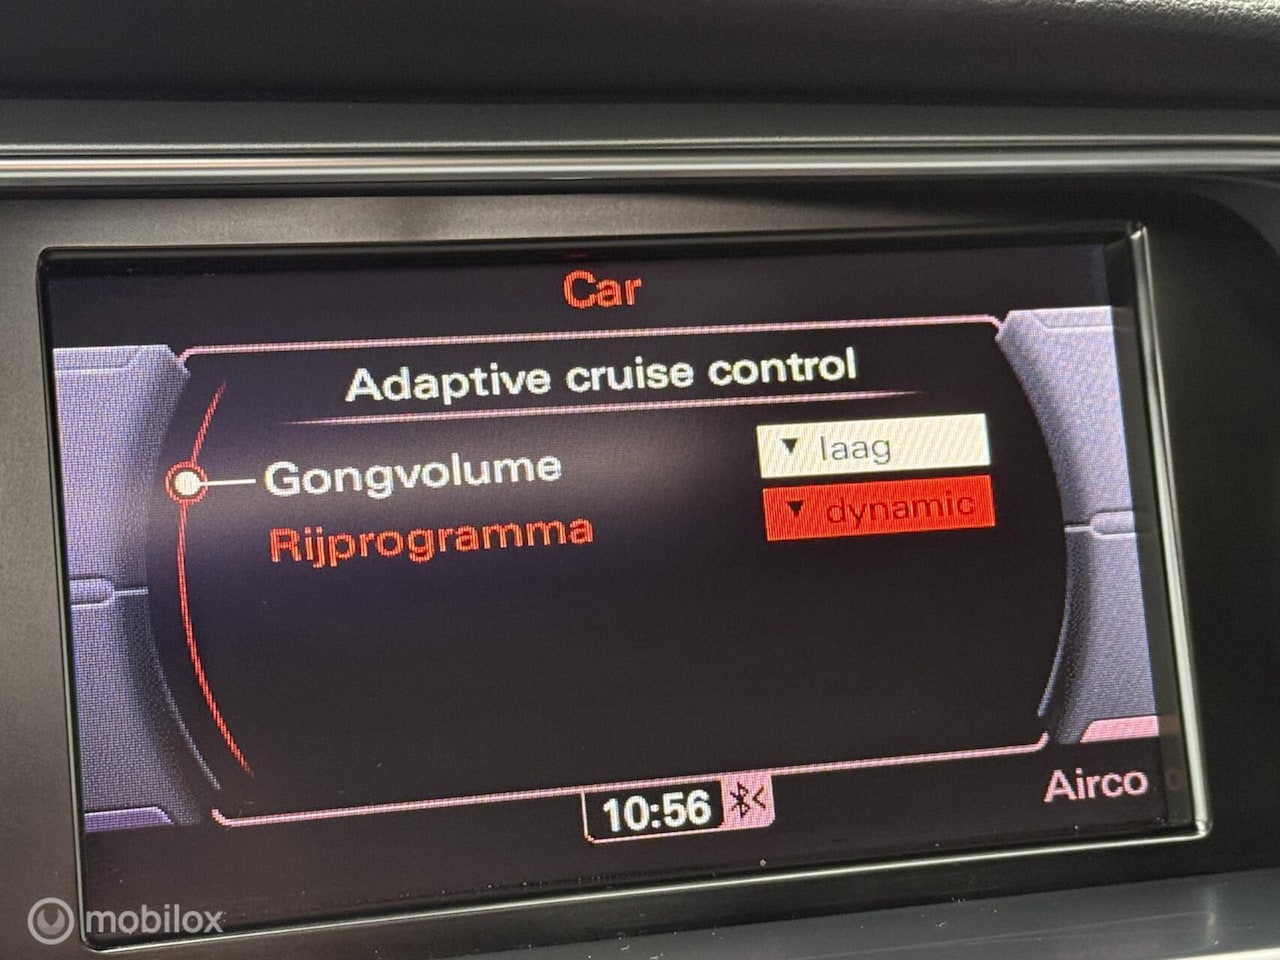 Car
Adaptive cruise control
Gongvolume ▼ laag
Rijprogramma ▼ dynamic
10:56
Airco
mobilox